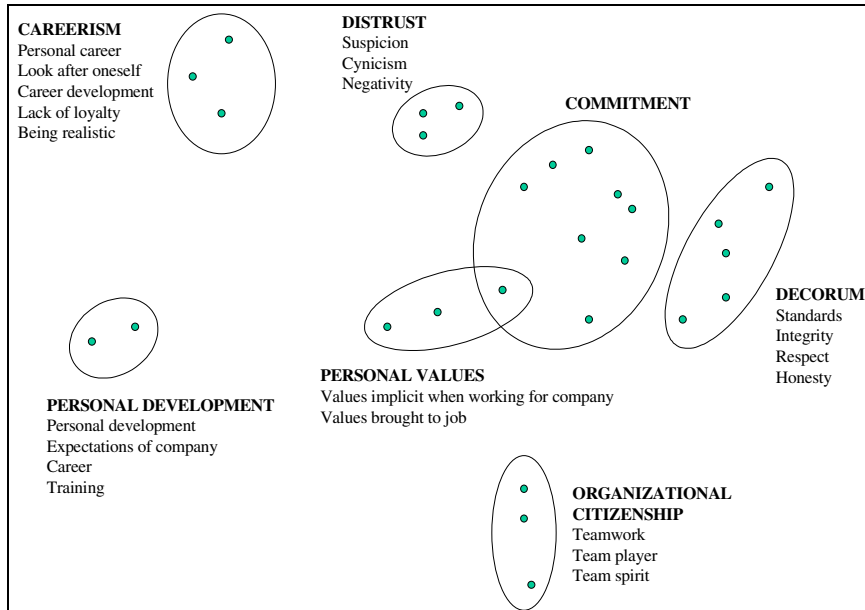 CAREERISM
Personal career
Look after oneself
Career development
Lack of loyalty
Being realistic
DISTRUST
Suspicion
Cynicism
Negativity
COMMITMENT
DECORUM
Standards
Integrity
Respect
Honesty
PERSONAL VALUES
Values implicit when working for company
Values brought to job
PERSONAL DEVELOPMENT
Personal development
Expectations of company
Career
Training
ORGANIZATIONAL
CITIZENSHIP
Teamwork
Team player
Team spirit